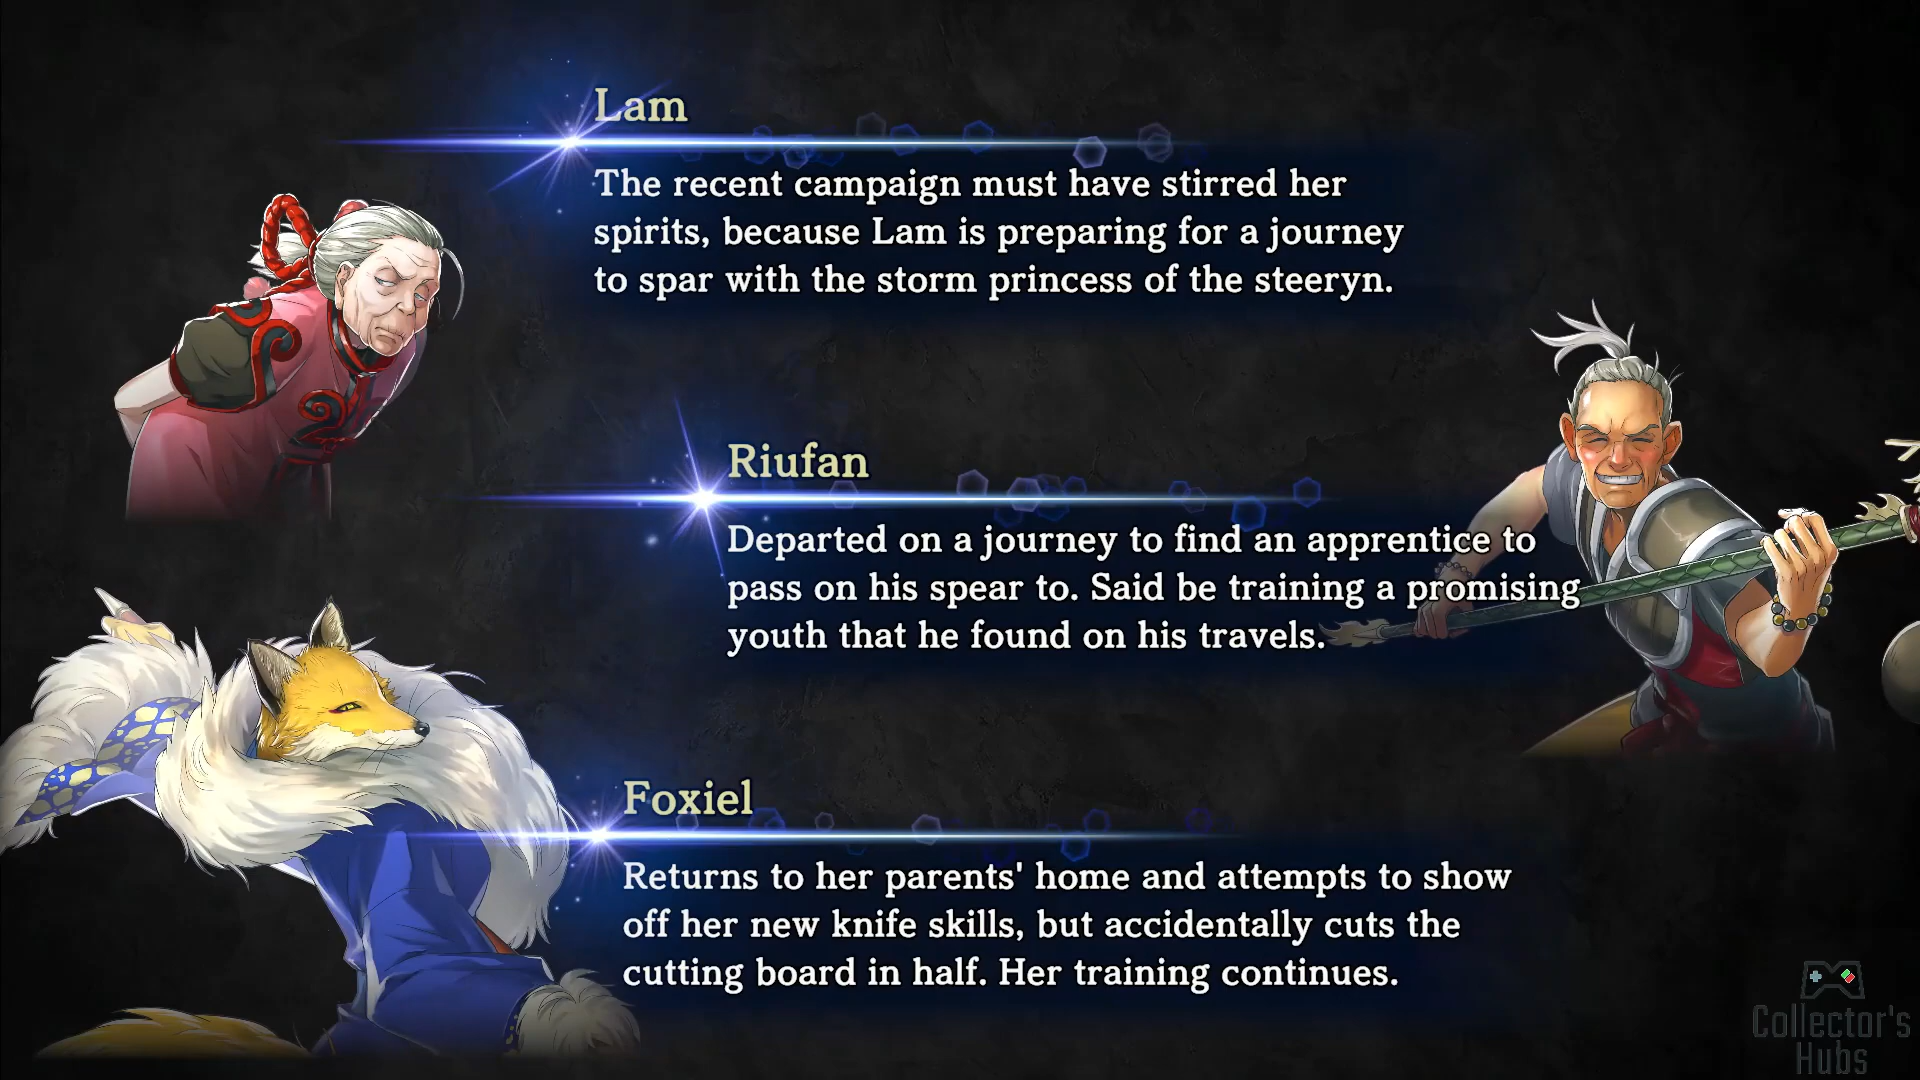 Lam
The recent campaign must have stirred her
spirits, because Lam is preparing for a journey
to spar with the storm princess of the steeryn.
Riufan
Departed on a journey to find an apprentice to
pass on his spear to. Said be training a promising
youth that he found on his travels.
Foxiel
Returns to her parents' home and attempts to show
off her new knife skills, but accidentally cuts the
cutting board in half. Her training continues.
Collector's
Hubs